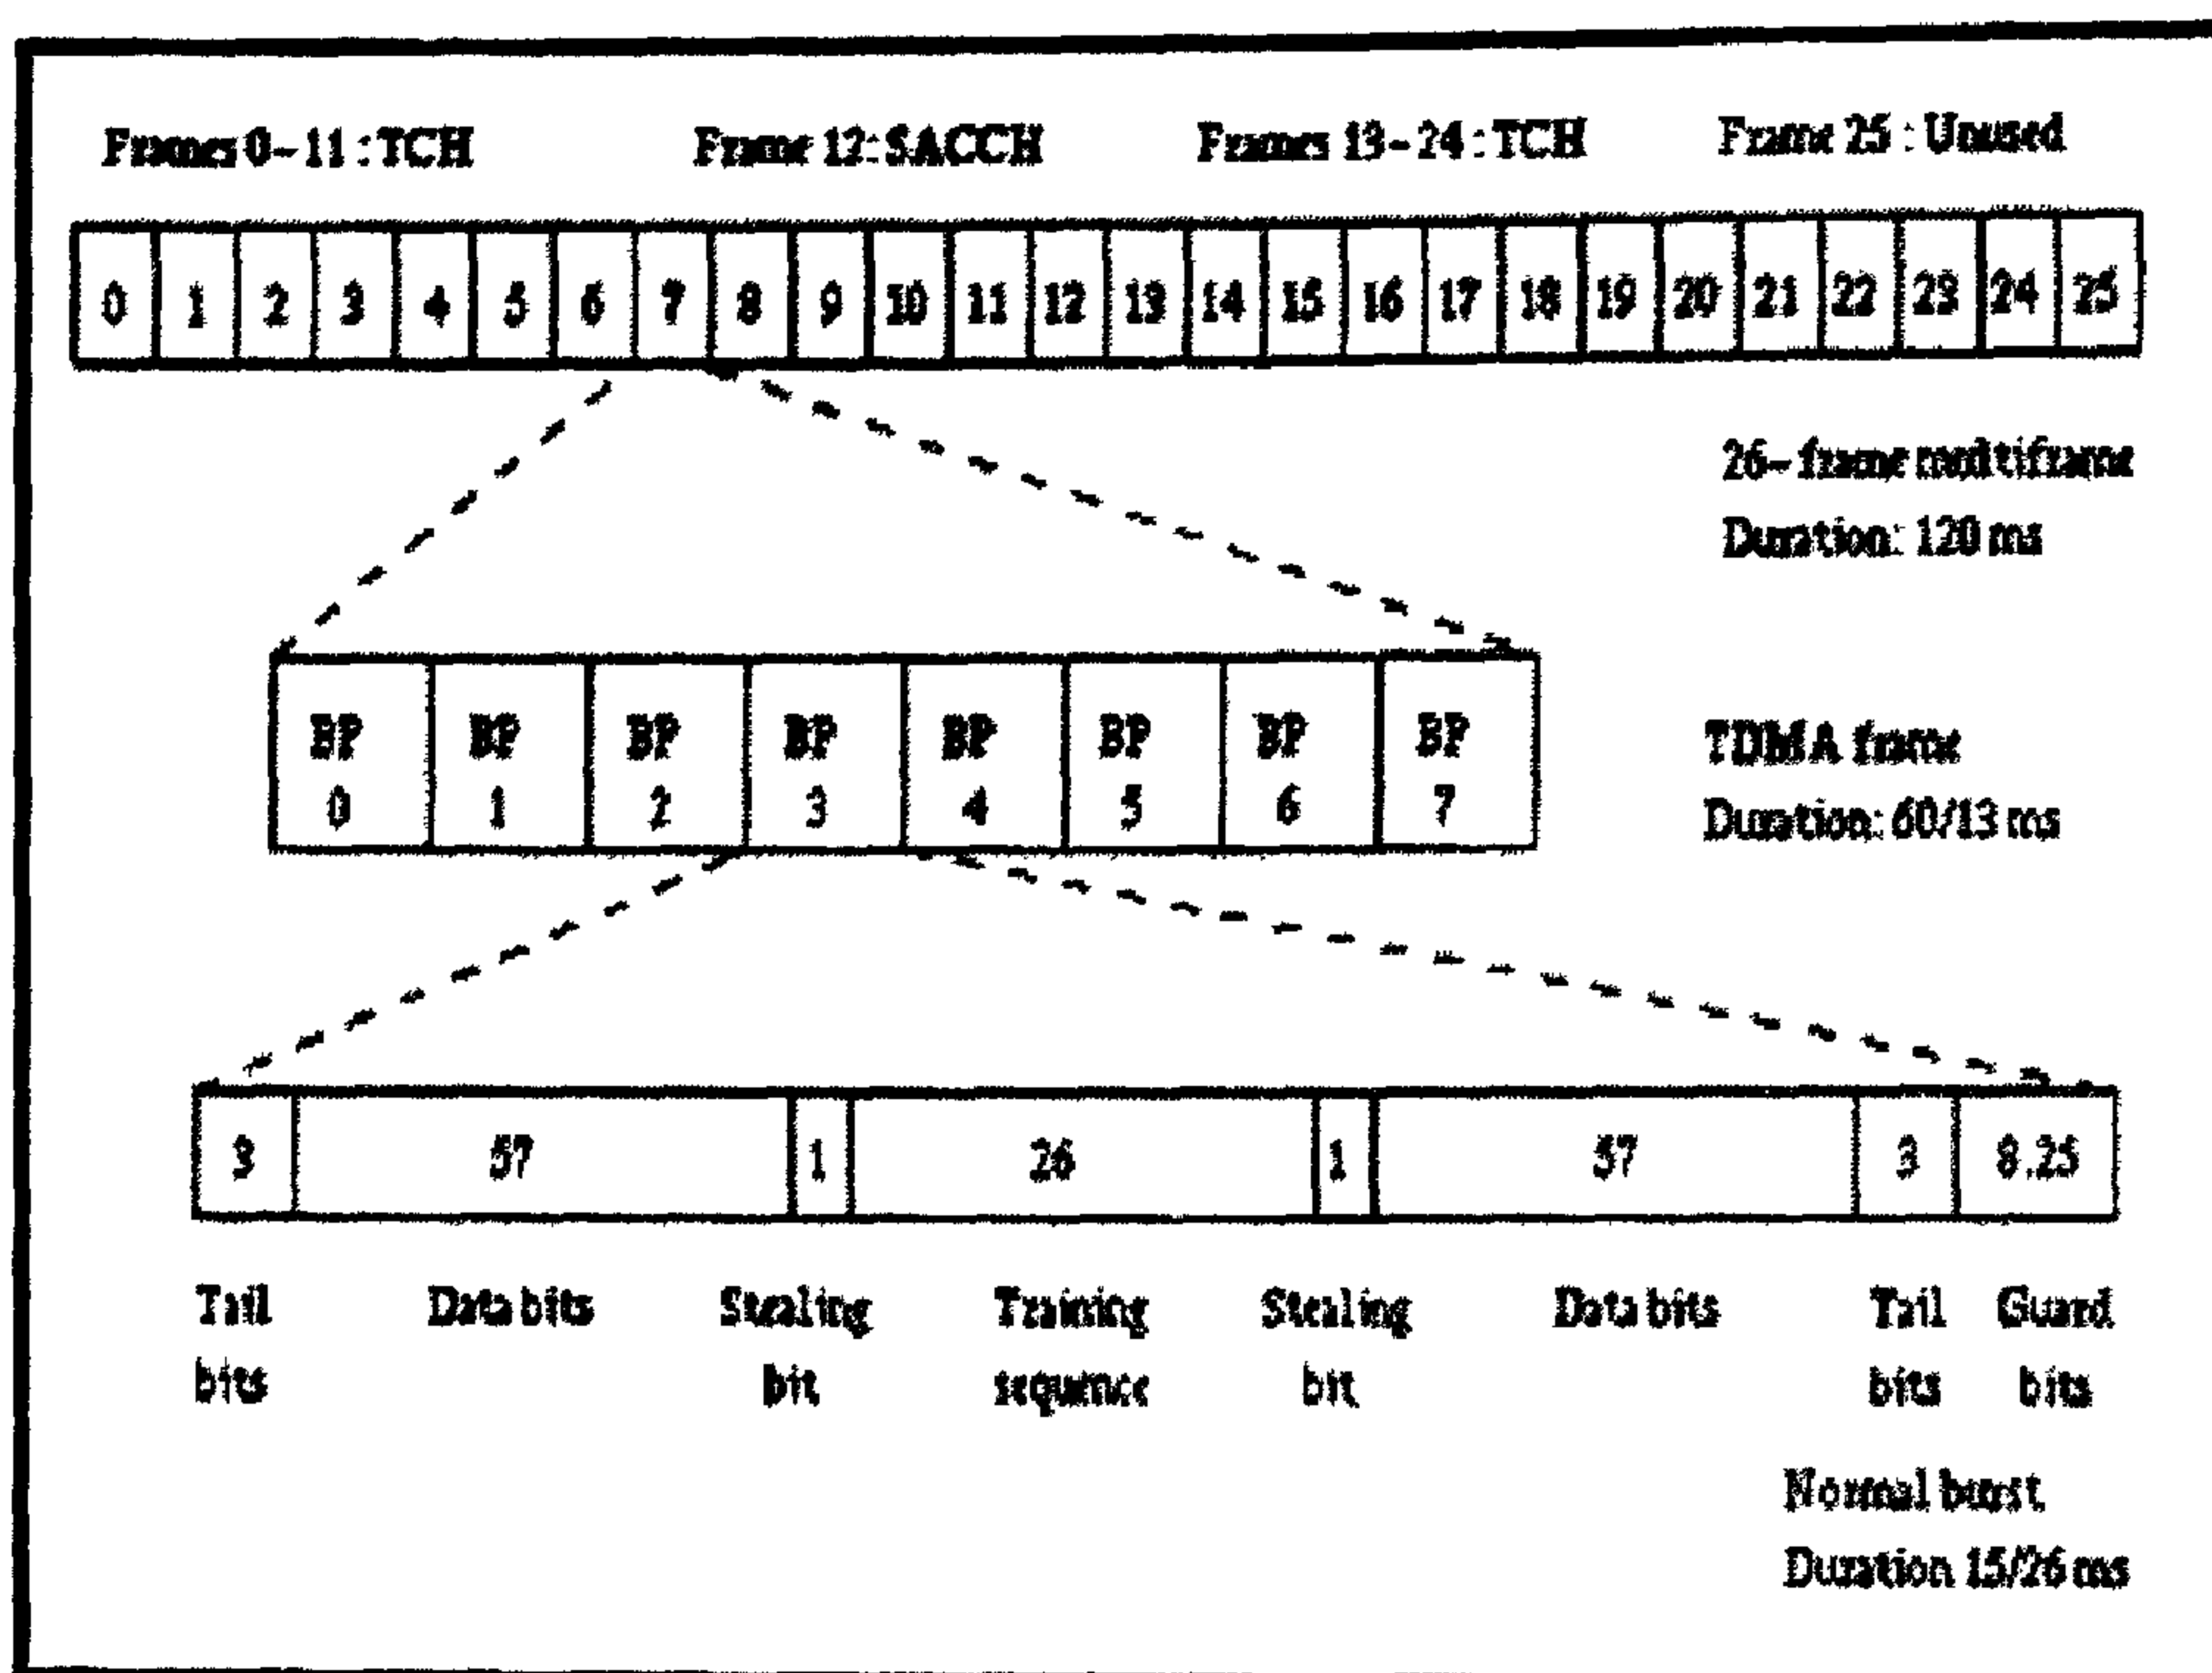 Frames 0-11 : TCH Frame 12 : SACCH Frames 13-24 : TCH Frame 25 : Unused
0 1 2 3 4 5 6 7 8 9 10 11 12 13 14 15 16 17 18 19 20 21 22 23 24 25
26-frame multiframe
Duration: 120 ms
BP BP BP BP BP BP BP BP
0 1 2 3 4 5 6 7
TDMA frame
Duration: 60/13 ms
3 57 1 26 1 57 3 8.25
Tail Data bits Stealing Training Stealing Data bits Tail Guard
bits bit sequence bit bits bits
Normal burst
Duration 15/26 ms